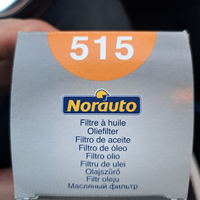 515
Norauto
Filtre à huile
Oliefilter
Filtro de aceite
Filtro de óleo
Filtro olio
Filtru de ulei
Olajszűrő
Filtr oleju
Масляный фильтр